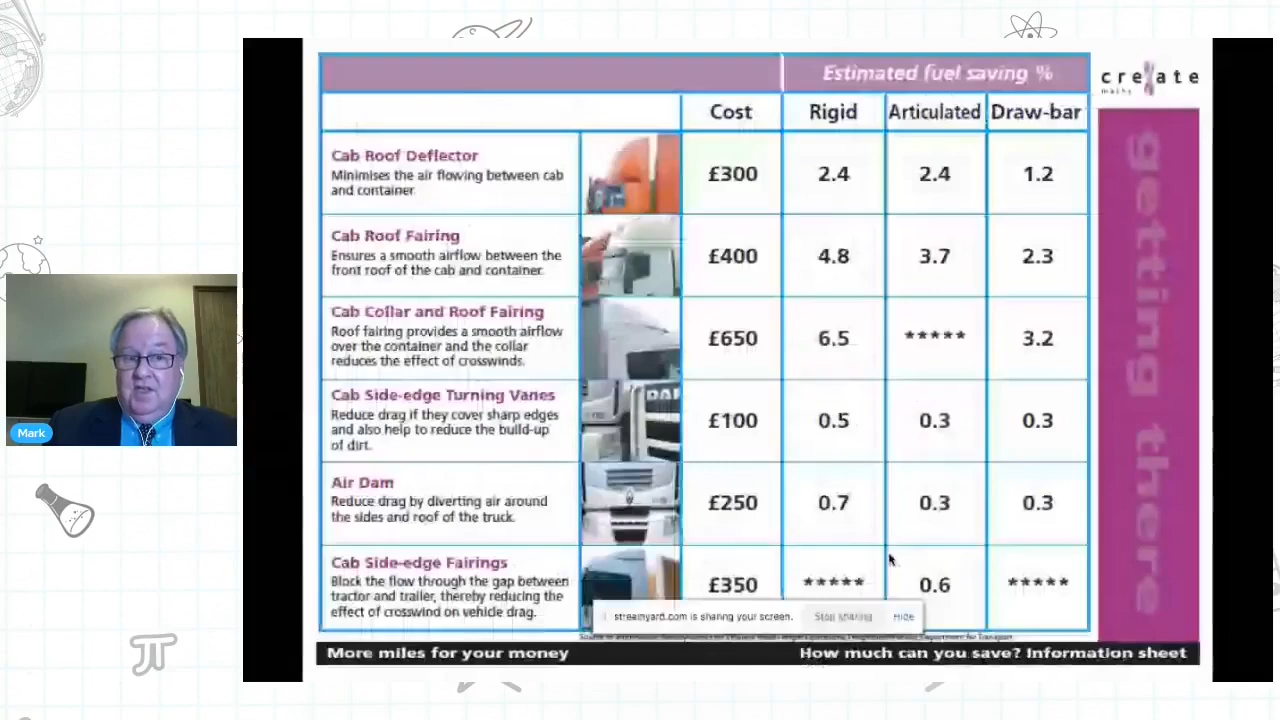 Estimated fuel saving %
cre8ate
maths
Cost Rigid Articulated Draw-bar
Cab Roof Deflector
Minimises the air flowing between cab
and container.
£300 2.4 2.4 1.2
Cab Roof Fairing
Ensures a smooth airflow between the
front roof of the cab and container.
£400 4.8 3.7 2.3
Cab Collar and Roof Fairing
Roof fairing provides a smooth airflow
over the container and the collar
reduces the effect of crosswinds.
£650 6.5 ***** 3.2
Cab Side-edge Turning Vanes
Reduce drag if they cover sharp edges
and also help to reduce the build-up
of dirt.
£100 0.5 0.3 0.3
Air Dam
Reduce drag by diverting air around
the sides and roof of the truck.
£250 0.7 0.3 0.3
Cab Side-edge Fairings
Block the flow through the gap between
tractor and trailer, thereby reducing the
effect of crosswind on vehicle drag.
£350 ***** 0.6 *****
getting there
Mark
streamyard.com is sharing your screen. Stop sharing Hide
Department for Transport
More miles for your money
How much can you save? Information sheet